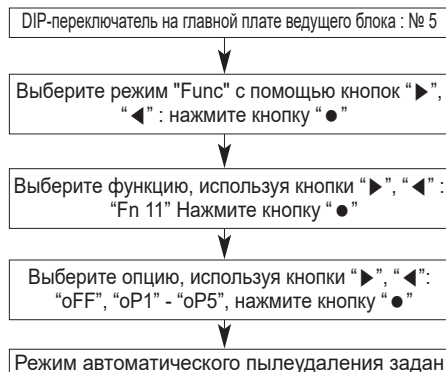 DIP-переключатель на главной плате ведущего блока : № 5
Выберите режим "Func" с помощью кнопок “▶”,
“◀” : нажмите кнопку “●”
Выберите функцию, используя кнопки “▶”, “◀” :
“Fn 11” Нажмите кнопку “●”
Выберите опцию, используя кнопки “▶”, “◀”:
“oFF”, “oP1” - “oP5”, нажмите кнопку “●”
Режим автоматического пылеудаления задан